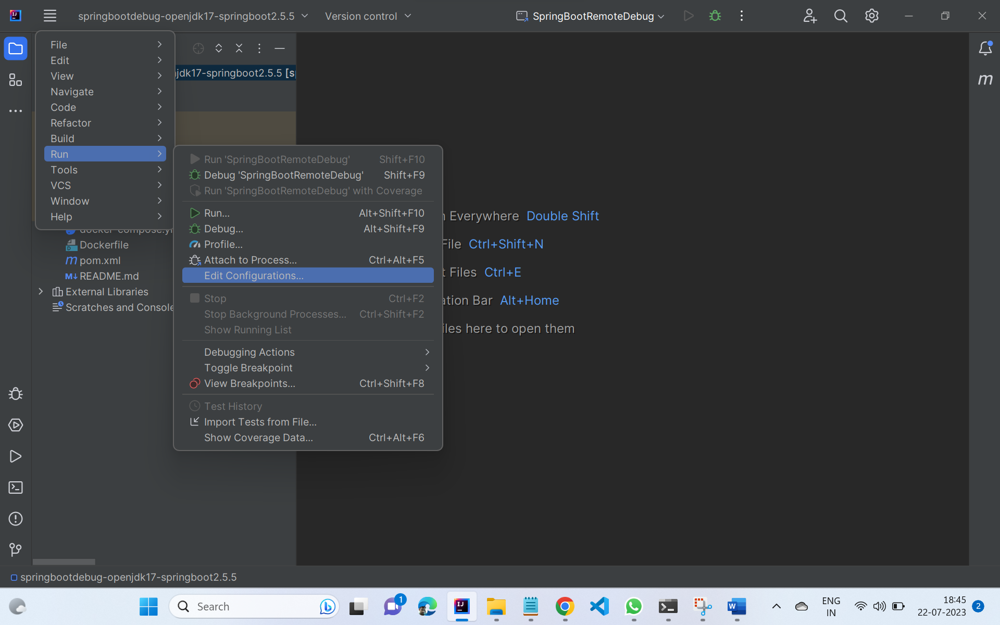 springbootdebug-openjdk17-springboot2.5.5 Version control SpringBootRemoteDebug
File
Edit
View
Navigate
Code
Refactor
Build
Run
Tools
VCS
Window
Help
jdk17-springboot2.5.5 [s
Run 'SpringBootRemoteDebug' Shift+F10
Debug 'SpringBootRemoteDebug' Shift+F9
Run 'SpringBootRemoteDebug' with Coverage
Run... Alt+Shift+F10
Debug... Alt+Shift+F9
Profile...
Attach to Process... Ctrl+Alt+F5
Edit Configurations...
Stop Ctrl+F2
Stop Background Processes... Ctrl+Shift+F2
Show Running List
Debugging Actions
Toggle Breakpoint
View Breakpoints... Ctrl+Shift+F8
Test History
Import Tests from File...
Show Coverage Data... Ctrl+Alt+F6
Everywhere Double Shift
File Ctrl+Shift+N
Files Ctrl+E
Bar Alt+Home
here to open them
docker-compose.y
Dockerfile
pom.xml
README.md
External Libraries
Scratches and Console
springbootdebug-openjdk17-springboot2.5.5
Search
1
ENG
IN
18:45
22-07-2023
2